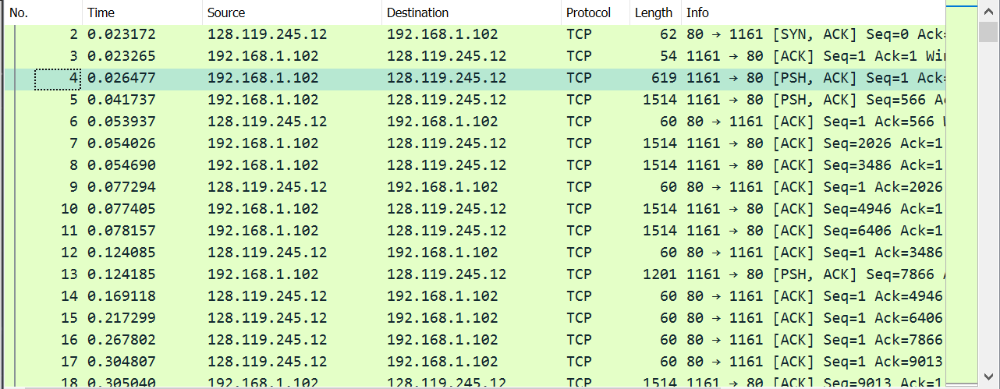 No. Time Source Destination Protocol Length Info
2 0.023172 128.119.245.12 192.168.1.102 TCP 62 80 → 1161 [SYN, ACK] Seq=0 Ack=
3 0.023265 192.168.1.102 128.119.245.12 TCP 54 1161 → 80 [ACK] Seq=1 Ack=1 Win
4 0.026477 192.168.1.102 128.119.245.12 TCP 619 1161 → 80 [PSH, ACK] Seq=1 Ack=
5 0.041737 192.168.1.102 128.119.245.12 TCP 1514 1161 → 80 [PSH, ACK] Seq=566 A
6 0.053937 128.119.245.12 192.168.1.102 TCP 60 80 → 1161 [ACK] Seq=1 Ack=566 W
7 0.054026 192.168.1.102 128.119.245.12 TCP 1514 1161 → 80 [ACK] Seq=2026 Ack=1
8 0.054690 192.168.1.102 128.119.245.12 TCP 1514 1161 → 80 [ACK] Seq=3486 Ack=1
9 0.077294 128.119.245.12 192.168.1.102 TCP 60 80 → 1161 [ACK] Seq=1 Ack=2026
10 0.077405 192.168.1.102 128.119.245.12 TCP 1514 1161 → 80 [ACK] Seq=4946 Ack=1
11 0.078157 192.168.1.102 128.119.245.12 TCP 1514 1161 → 80 [ACK] Seq=6406 Ack=1
12 0.124085 128.119.245.12 192.168.1.102 TCP 60 80 → 1161 [ACK] Seq=1 Ack=3486
13 0.124185 192.168.1.102 128.119.245.12 TCP 1201 1161 → 80 [PSH, ACK] Seq=7866 A
14 0.169118 128.119.245.12 192.168.1.102 TCP 60 80 → 1161 [ACK] Seq=1 Ack=4946
15 0.217299 128.119.245.12 192.168.1.102 TCP 60 80 → 1161 [ACK] Seq=1 Ack=6406
16 0.267802 128.119.245.12 192.168.1.102 TCP 60 80 → 1161 [ACK] Seq=1 Ack=7866
17 0.304807 128.119.245.12 192.168.1.102 TCP 60 80 → 1161 [ACK] Seq=1 Ack=9013
18 0.305040 192.168.1.102 128.119.245.12 TCP 1514 1161 → 80 [ACK] Seq=9013 Ack=1